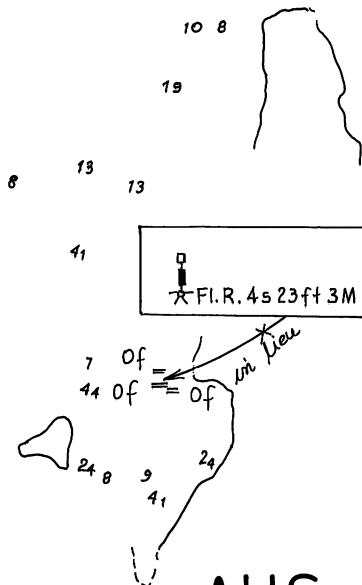 10 8
19
13
8 13
4₁
Fl.R. 4s 23ft 3M
in lieu
7 Of
4₄ Of Of
2₄ 8 9 2₄
4₁